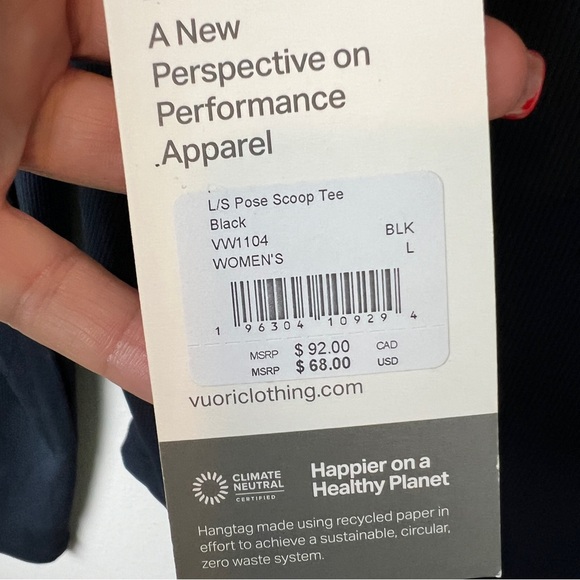 A New
Perspective on
Performance
Apparel
L/S Pose Scoop Tee
Black
VW1104 BLK
WOMEN'S L
1 96304 10929 4
MSRP $ 92.00 CAD
MSRP $ 68.00 USD
vuoriclothing.com
CLIMATE
NEUTRAL
CERTIFIED
Happier on a
Healthy Planet
Hangtag made using recycled paper in
effort to achieve a sustainable, circular,
zero waste system.